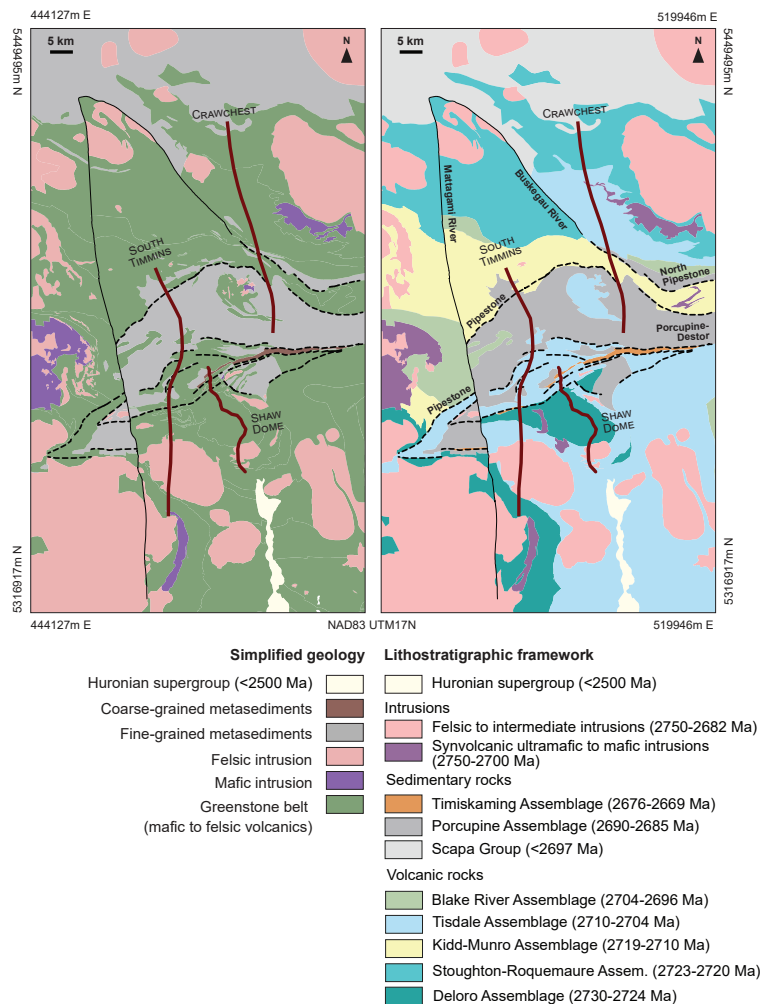 444127m E
519946m E
5449495m N
5 km
N
CRAWCHEST
SOUTH
TIMMINS
SHAW
DOME
5 km
N
CRAWCHEST
Mattagami River
Buskegau River
SOUTH
TIMMINS
North
Pipestone
Pipestone
Porcupine-
Destor
Pipestone
SHAW
DOME
5449495m N
5316917m N
5316917m N
444127m E
NAD83 UTM17N
519946m E
Simplified geology
Huronian supergroup (<2500 Ma)
Coarse-grained metasediments
Fine-grained metasediments
Felsic intrusion
Mafic intrusion
Greenstone belt
(mafic to felsic volcanics)
Lithostratigraphic framework
Huronian supergroup (<2500 Ma)
Intrusions
Felsic to intermediate intrusions (2750-2682 Ma)
Synvolcanic ultramafic to mafic intrusions
(2750-2700 Ma)
Sedimentary rocks
Timiskaming Assemblage (2676-2669 Ma)
Porcupine Assemblage (2690-2685 Ma)
Scapa Group (<2697 Ma)
Volcanic rocks
Blake River Assemblage (2704-2696 Ma)
Tisdale Assemblage (2710-2704 Ma)
Kidd-Munro Assemblage (2719-2710 Ma)
Stoughton-Roquemaure Assem. (2723-2720 Ma)
Deloro Assemblage (2730-2724 Ma)